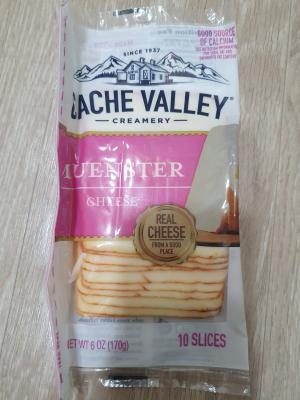 SINCE 1937
CACHE VALLEY
CREAMERY
GOOD SOURCE
OF CALCIUM
MUENSTER
CHEESE
REAL
CHEESE
FROM A GOOD
PLACE
NET WT 6 OZ (170g)
10 SLICES